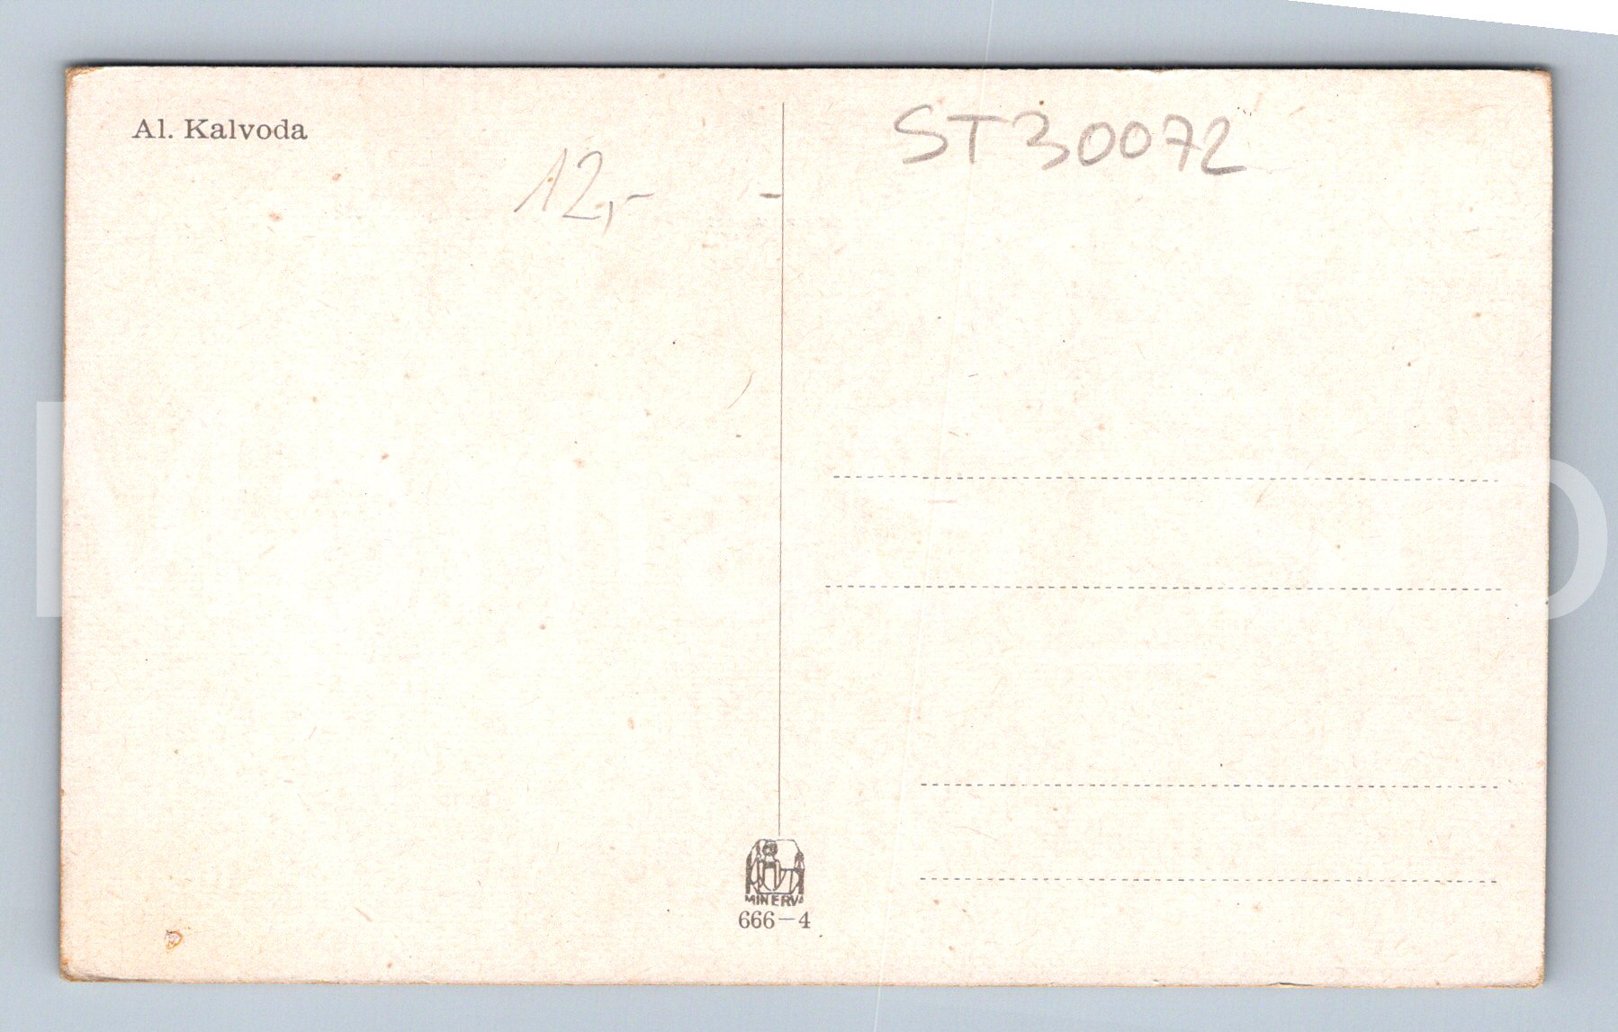 Al. Kalvoda
12,-
ST30072
MINERVA
666-4